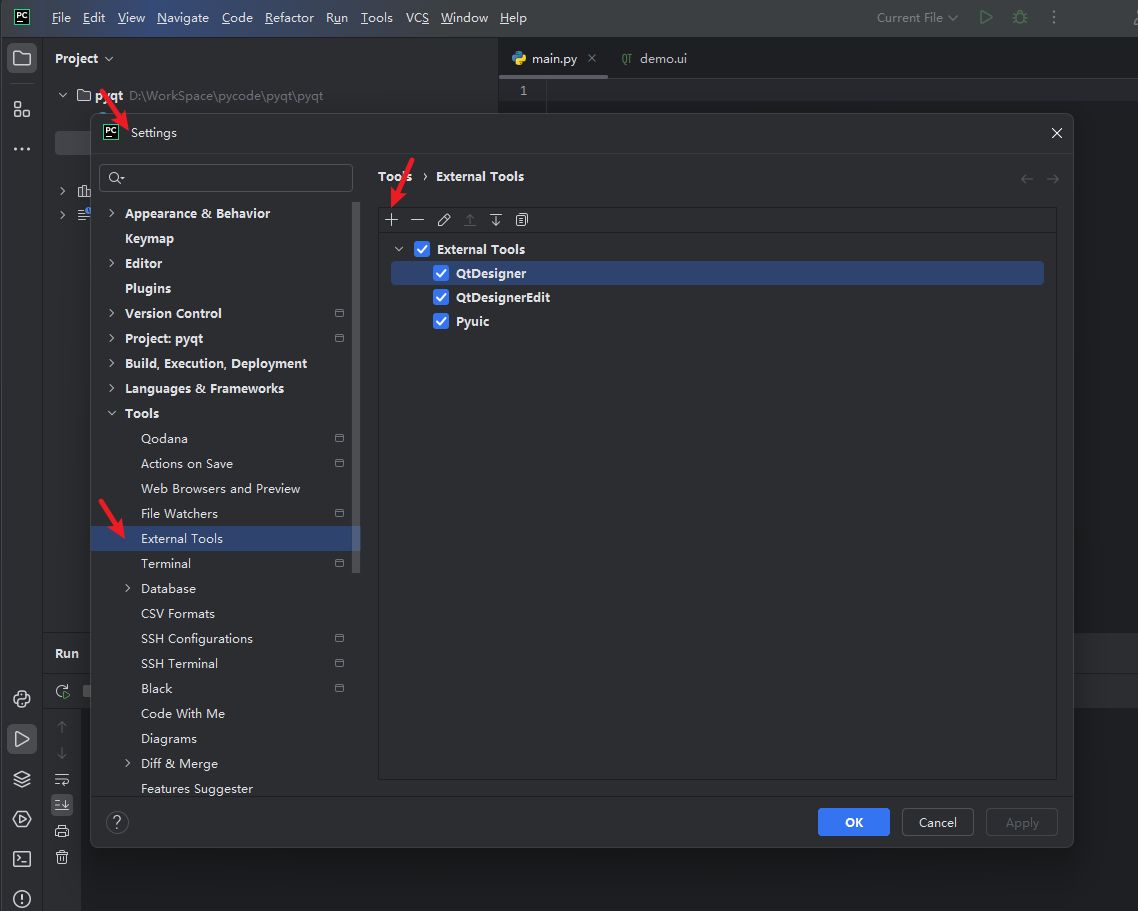 PC File Edit View Navigate Code Refactor Run Tools VCS Window Help Current File
Project
main.py
QT demo.ui
pyqt D:\WorkSpace\pycode\pyqt\pyqt
1
PC Settings
Tools › External Tools
Appearance & Behavior
Keymap
Editor
Plugins
Version Control
Project: pyqt
Build, Execution, Deployment
Languages & Frameworks
Tools
Qodana
Actions on Save
Web Browsers and Preview
File Watchers
External Tools
Terminal
Database
CSV Formats
SSH Configurations
SSH Terminal
Black
Code With Me
Diagrams
Diff & Merge
Features Suggester
External Tools
QtDesigner
QtDesignerEdit
Pyuic
Run
?
OK
Cancel
Apply